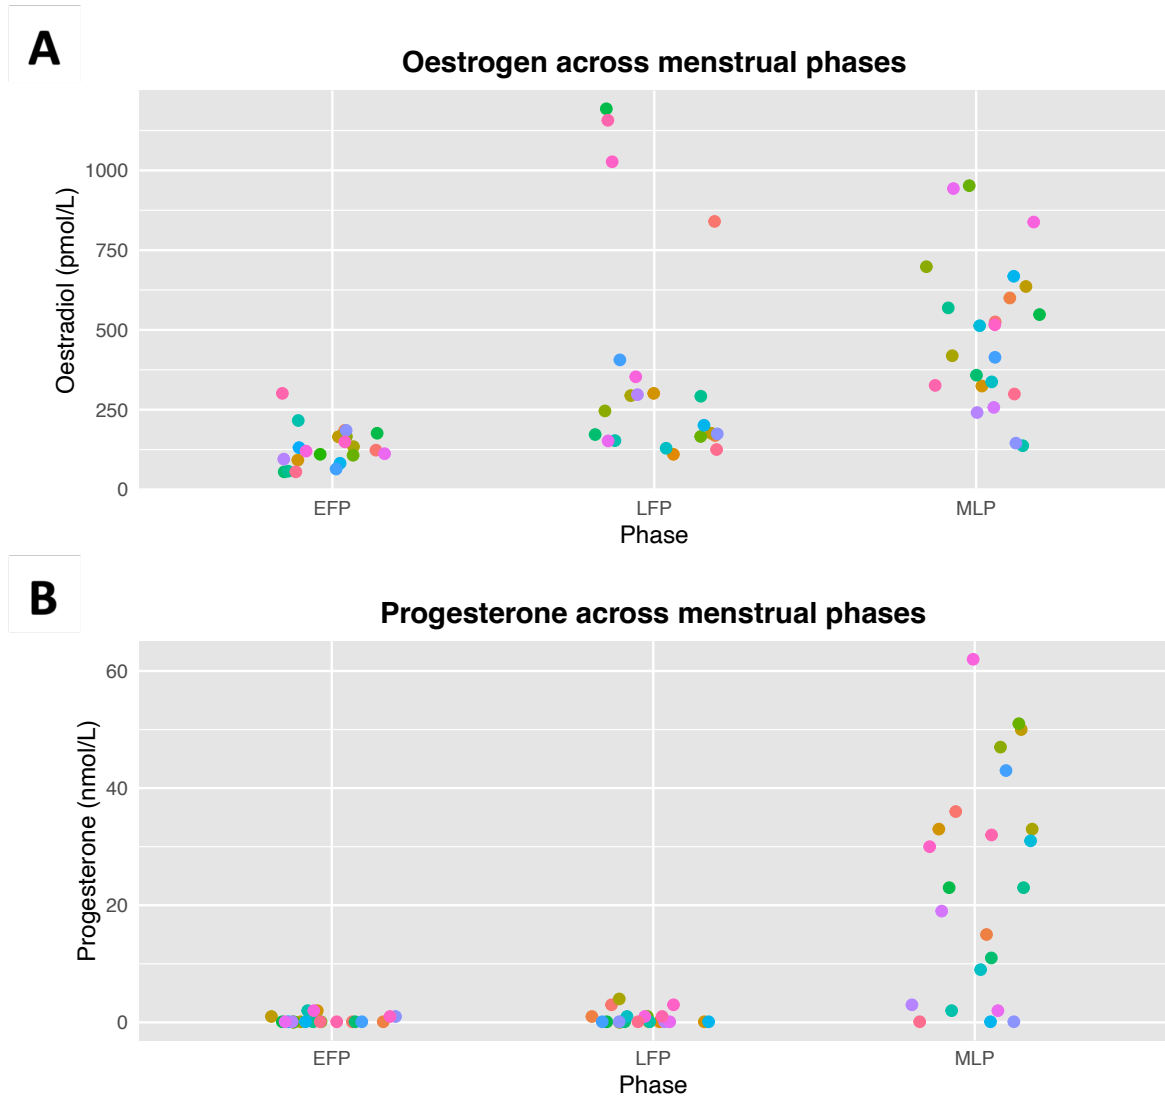 A
Oestrogen across menstrual phases
Oestradiol (pmol/L)
1000
750
500
250
0
EFP LFP MLP
Phase
B
Progesterone across menstrual phases
Progesterone (nmol/L)
60
40
20
0
EFP LFP MLP
Phase